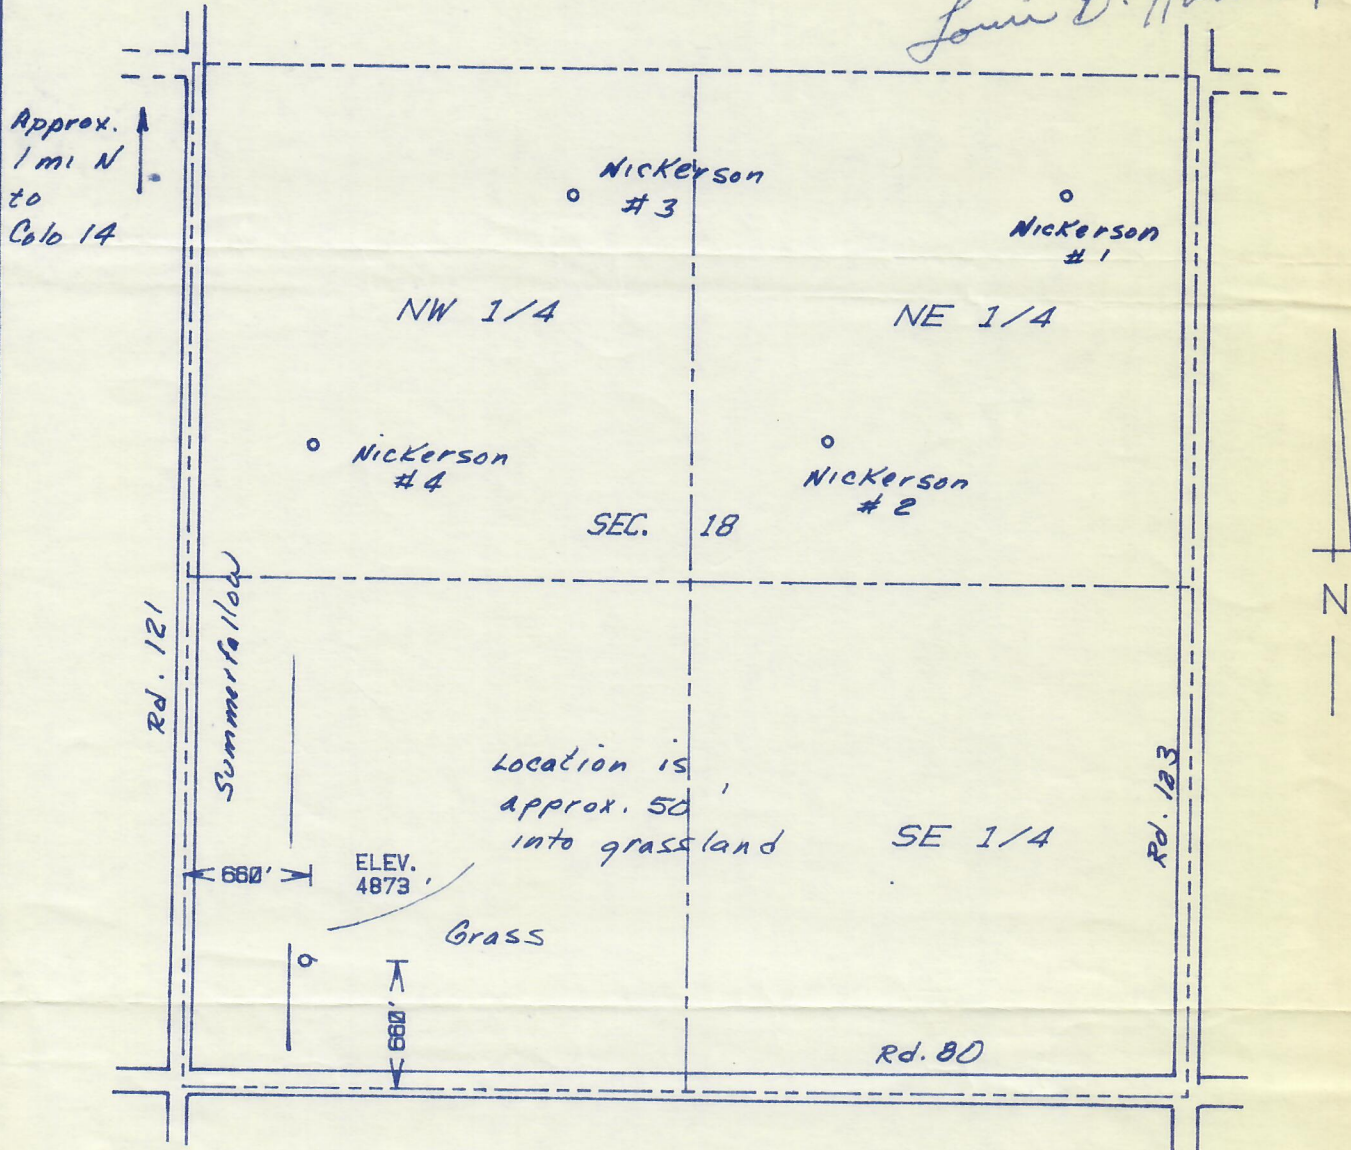 Louis D.
Approx.
1 mi N
to
Colo 14
Nickerson
# 3
Nickerson
# 1
NW 1/4
NE 1/4
Nickerson
# 4
Nickerson
# 2
SEC. 18
Summerfallow
Rd. 121
N
Location is
approx. 50'
into grassland
SE 1/4
Rd. 123
660'
ELEV.
4873'
Grass
660'
Rd. 80